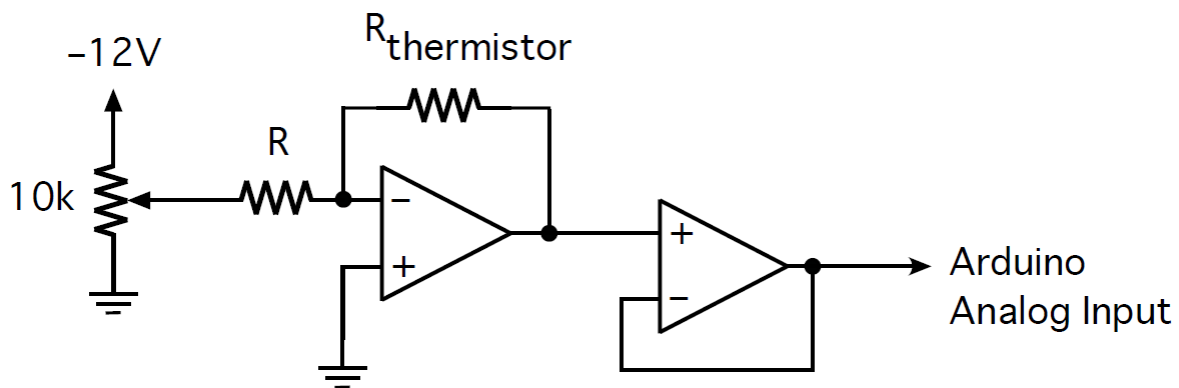 R
thermistor
–12V
R
10k
–
+
+
–
Arduino
Analog Input